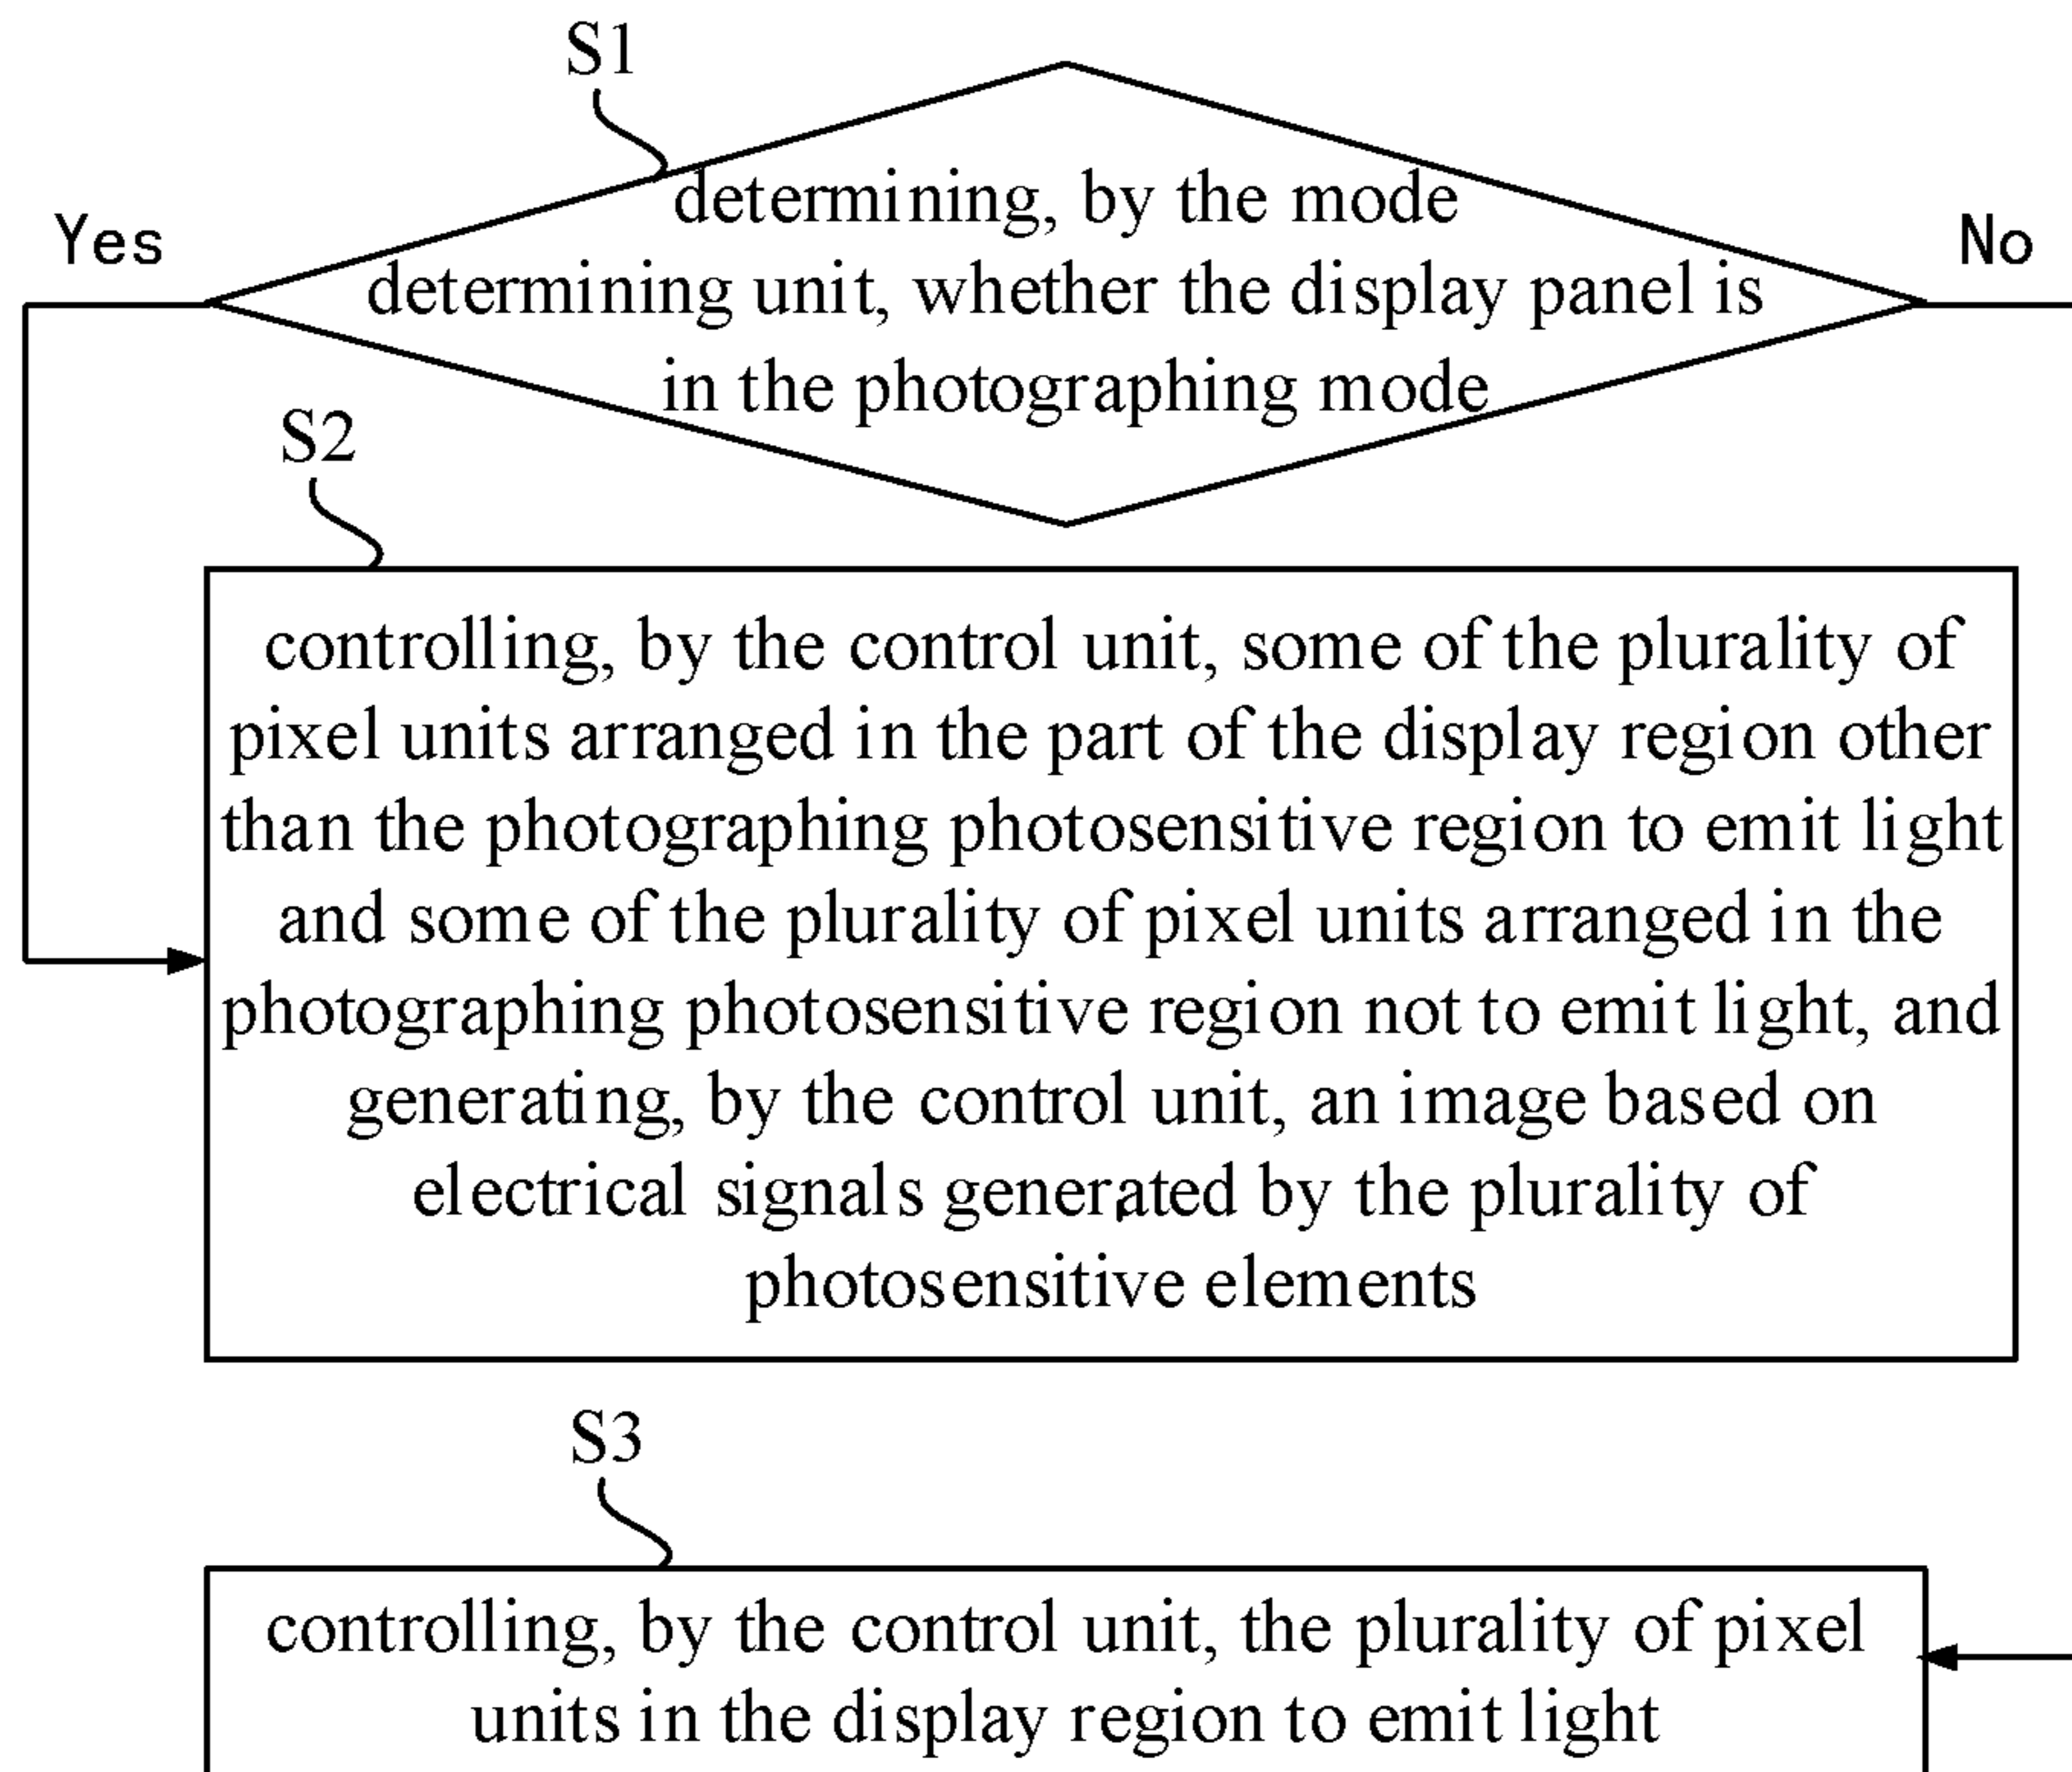 S1
determining, by the mode
Yes
No
determining unit, whether the display panel is
in the photographing mode
S2
controlling, by the control unit, some of the plurality of
pixel units arranged in the part of the display region other
than the photographing photosensitive region to emit light
and some of the plurality of pixel units arranged in the
photographing photosensitive region not to emit light, and
generating, by the control unit, an image based on
electrical signals generated by the plurality of
photosensitive elements
S3
controlling, by the control unit, the plurality of pixel
units in the display region to emit light